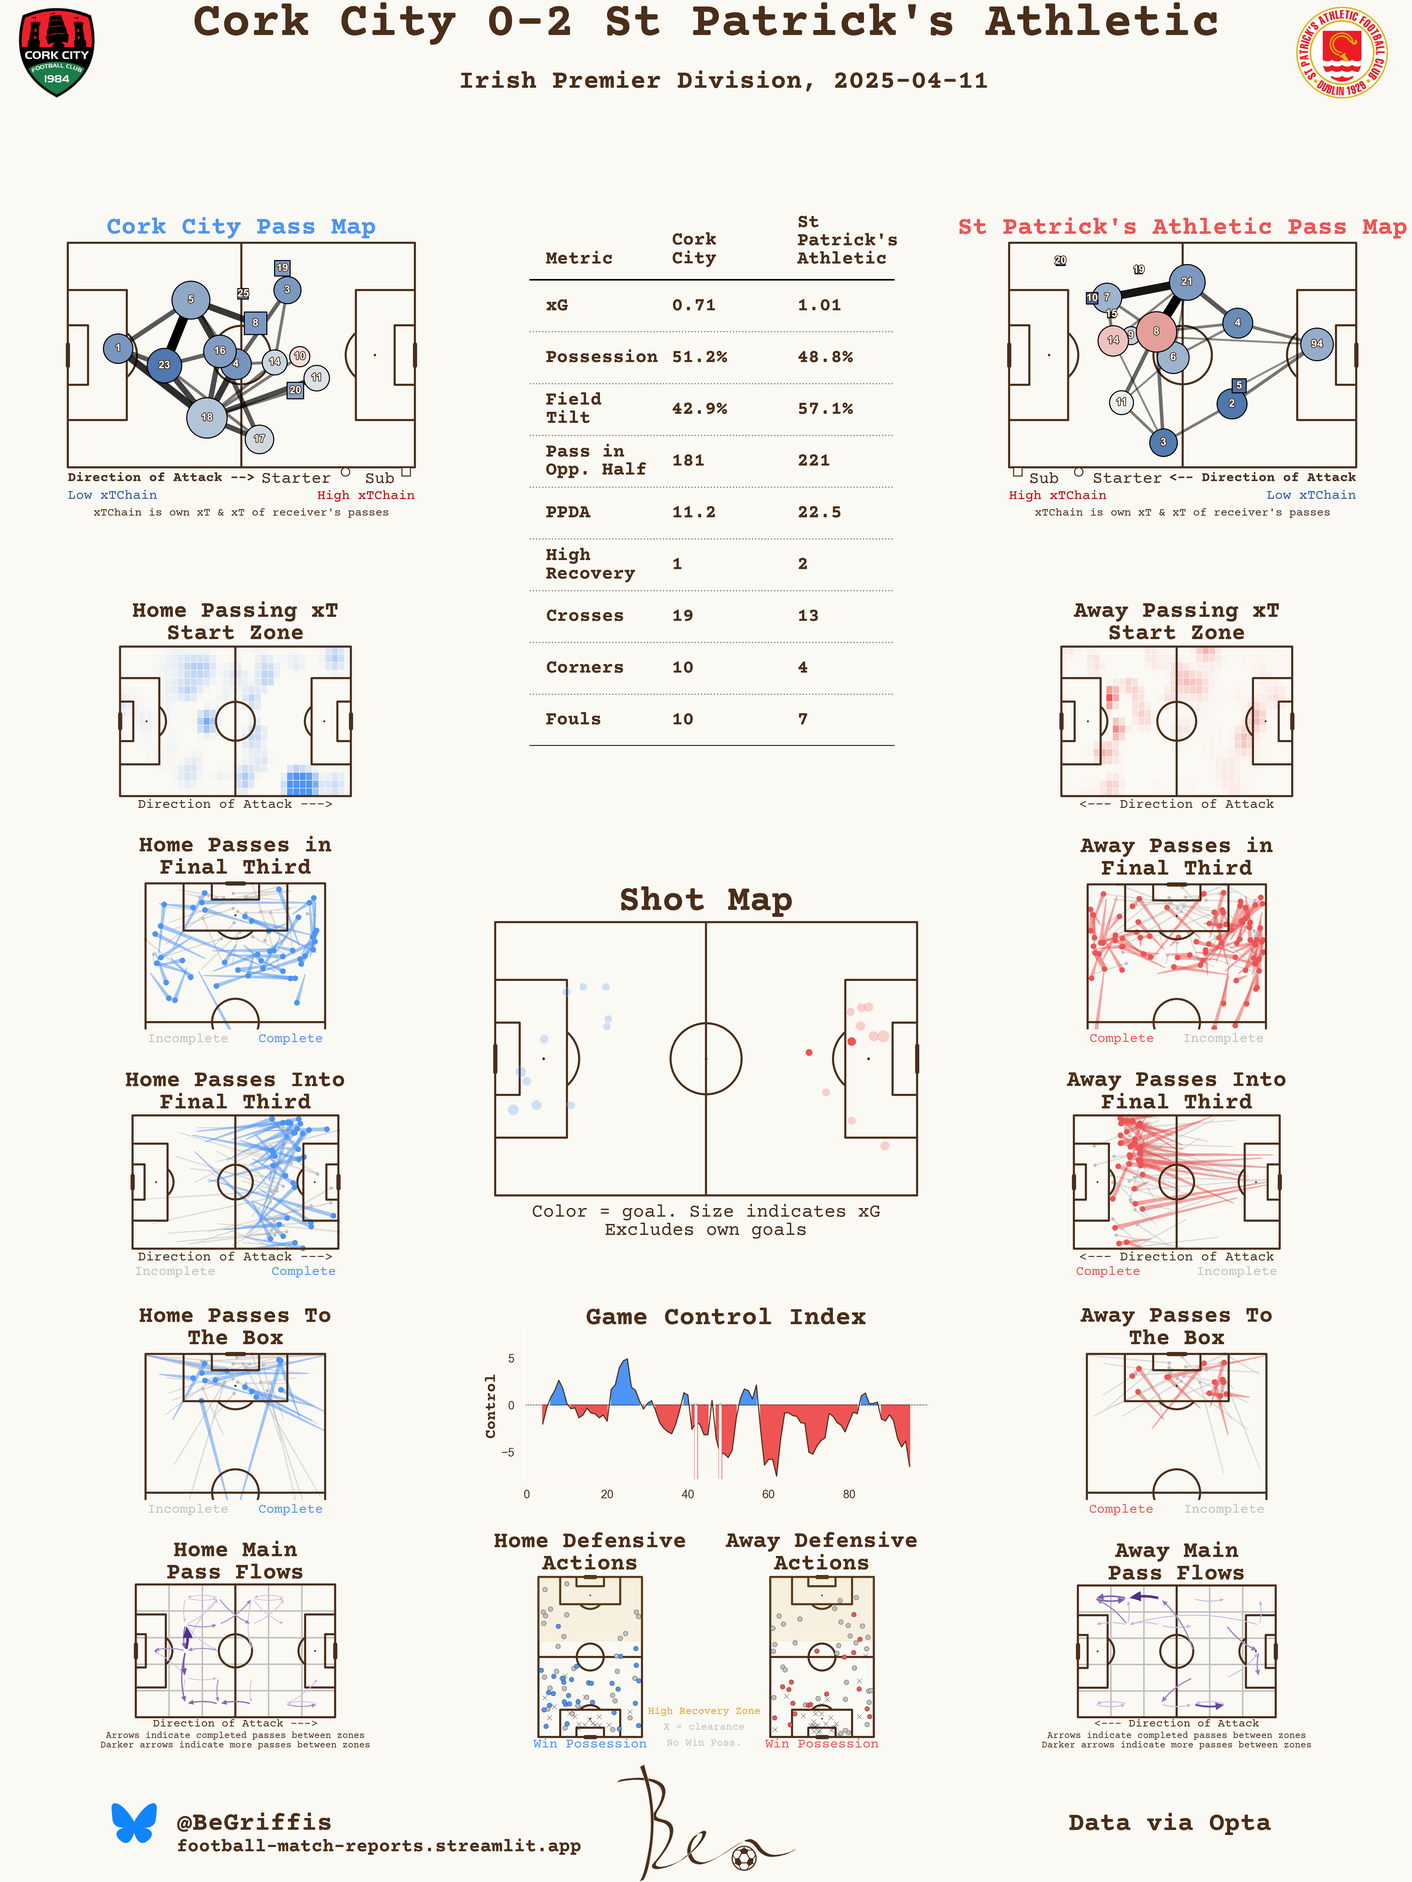 Cork City 0-2 St Patrick's Athletic
Irish Premier Division, 2025-04-11
CORK CITY
FOOTBALL CLUB
1984
ST PATRICK'S ATHLETIC FOOTBALL CLUB
DUBLIN 1929
Cork City Pass Map
19
3
25
5
8
1
16
23
4
14
10
11
20
18
17
Direction of Attack --> Starter Sub
Low xTChain High xTChain
xTChain is own xT & xT of receiver's passes
Metric Cork City St Patrick's Athletic
xG 0.71 1.01
Possession 51.2% 48.8%
Field Tilt 42.9% 57.1%
Pass in Opp. Half 181 221
PPDA 11.2 22.5
High Recovery 1 2
Crosses 19 13
Corners 10 4
Fouls 10 7
St Patrick's Athletic Pass Map
20
19
21
10
7
15
4
8
9
14
94
6
5
11
2
3
Sub Starter <-- Direction of Attack
High xTChain Low xTChain
xTChain is own xT & xT of receiver's passes
Home Passing xT
Start Zone
Direction of Attack --->
Away Passing xT
Start Zone
<--- Direction of Attack
Home Passes in
Final Third
Incomplete Complete
Away Passes in
Final Third
Complete Incomplete
Shot Map
Color = goal. Size indicates xG
Excludes own goals
Home Passes Into
Final Third
Direction of Attack --->
Incomplete Complete
Away Passes Into
Final Third
<--- Direction of Attack
Complete Incomplete
Home Passes To
The Box
Incomplete Complete
Game Control Index
Control
5
0
−5
0 20 40 60 80
Away Passes To
The Box
Complete Incomplete
Home Main
Pass Flows
Direction of Attack --->
Arrows indicate completed passes between zones
Darker arrows indicate more passes between zones
Home Defensive
Actions
Win Possession
Away Defensive
Actions
Win Possession
High Recovery Zone
X = clearance
No Win Poss.
Away Main
Pass Flows
<--- Direction of Attack
Arrows indicate completed passes between zones
Darker arrows indicate more passes between zones
@BeGriffis
football-match-reports.streamlit.app
Ben
Data via Opta